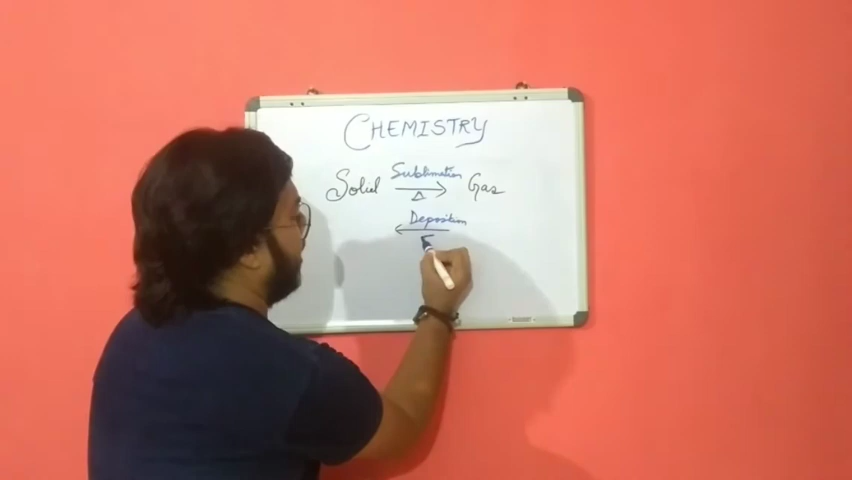 CHEMISTRY
Solid Sublimation Gas
Δ
Deposition